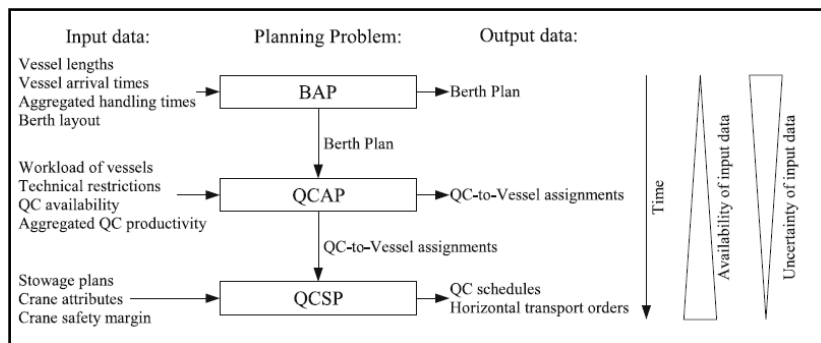 Input data:
Planning Problem:
Output data:
Vessel lengths
Vessel arrival times
Aggregated handling times
Berth layout
BAP
Berth Plan
Berth Plan
Workload of vessels
Technical restrictions
QC availability
Aggregated QC productivity
QCAP
QC-to-Vessel assignments
QC-to-Vessel assignments
Stowage plans
Crane attributes
Crane safety margin
QCSP
QC schedules
Horizontal transport orders
Time
Availability of input data
Uncertainty of input data